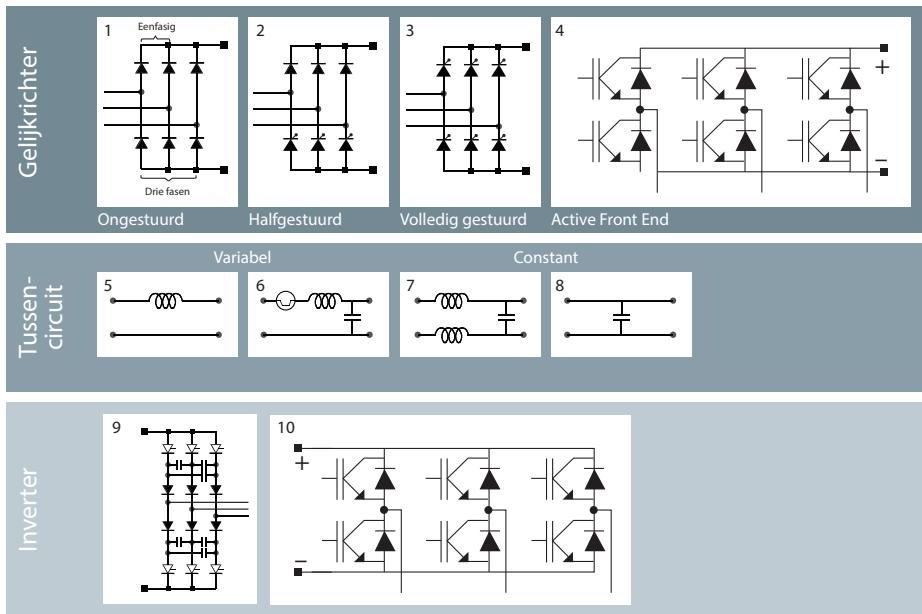 Gelijkrichter
1
Eenfasig
Drie fasen
Ongestuurd
2
Halfgestuurd
3
Volledig gestuurd
4
+
−
Active Front End
Tussen-
circuit
Variabel
Constant
5
6
7
8
Inverter
9
10
+
−